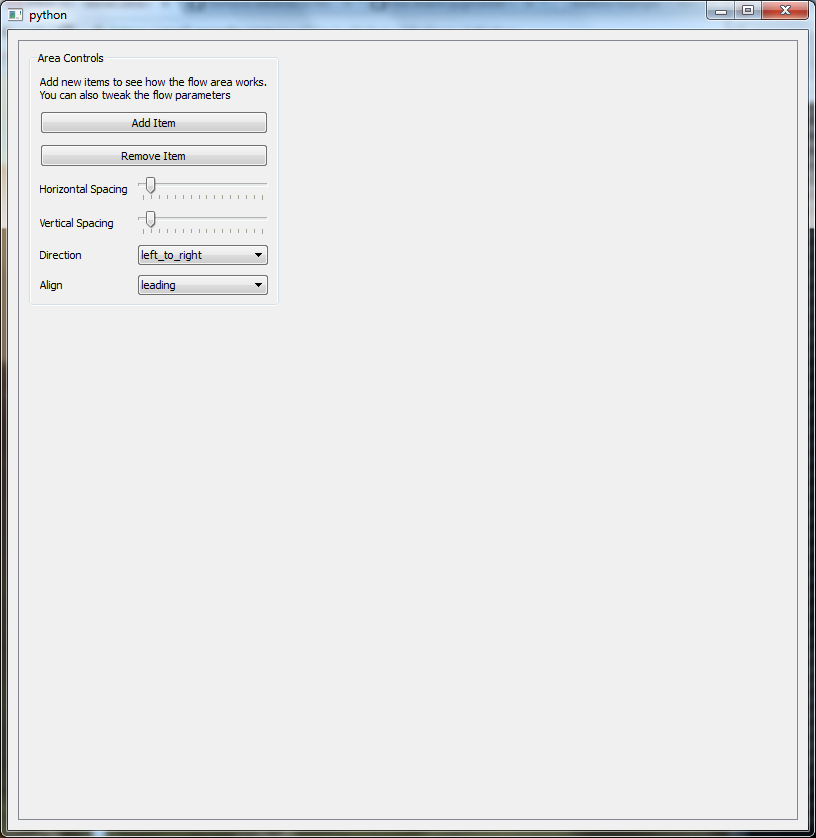 python
Area Controls
Add new items to see how the flow area works.
You can also tweak the flow parameters
Add Item
Remove Item
Horizontal Spacing
Vertical Spacing
Direction left_to_right
Align leading